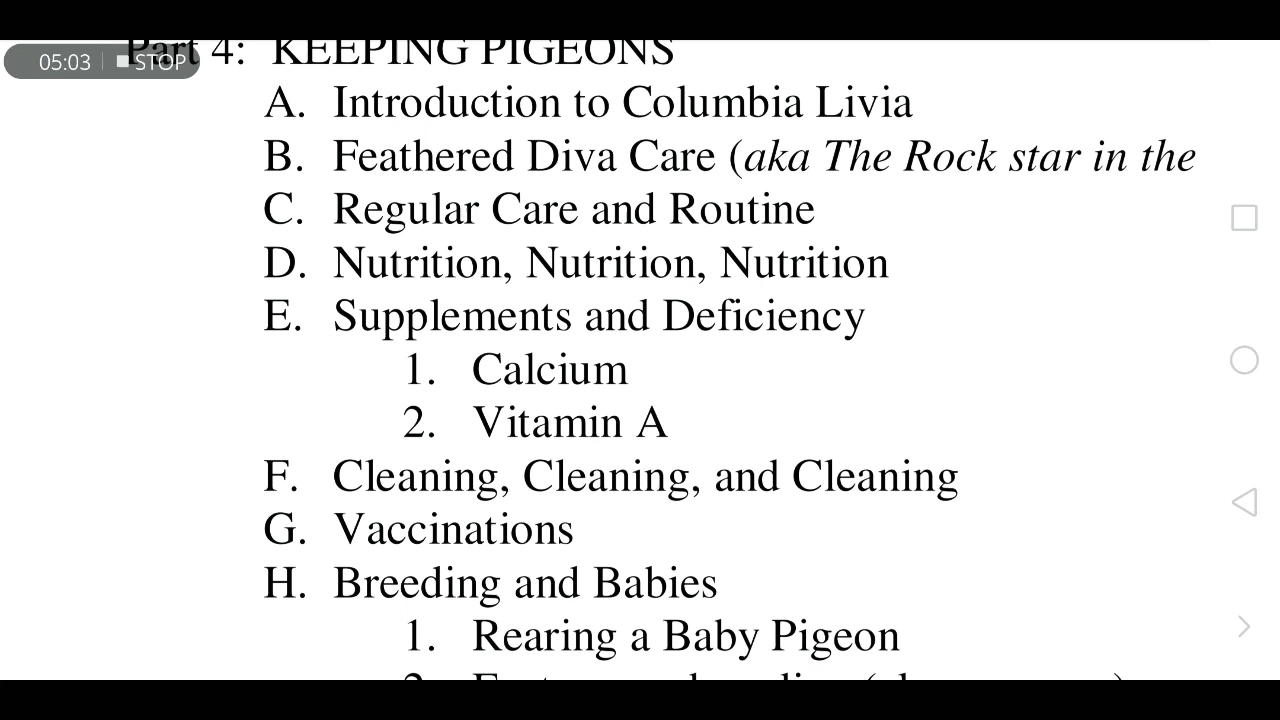 Part 4: KEEPING PIGEONS
05:03 STOP
A. Introduction to Columbia Livia
B. Feathered Diva Care (aka The Rock star in the
C. Regular Care and Routine
D. Nutrition, Nutrition, Nutrition
E. Supplements and Deficiency
1. Calcium
2. Vitamin A
F. Cleaning, Cleaning, and Cleaning
G. Vaccinations
H. Breeding and Babies
1. Rearing a Baby Pigeon